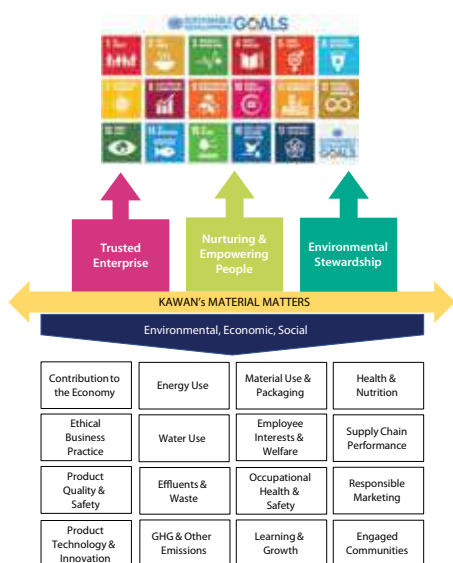 SUSTAINABLE
DEVELOPMENT
GOALS
Trusted
Enterprise
Nurturing &
Empowering
People
Environmental
Stewardship
KAWAN's MATERIAL MATTERS
Environmental, Economic, Social
Contribution to
the Economy
Energy Use
Material Use &
Packaging
Health &
Nutrition
Ethical
Business
Practice
Water Use
Employee
Interests &
Welfare
Supply Chain
Performance
Product
Quality &
Safety
Effluents &
Waste
Occupational
Health &
Safety
Responsible
Marketing
Product
Technology &
Innovation
GHG & Other
Emissions
Learning &
Growth
Engaged
Communities